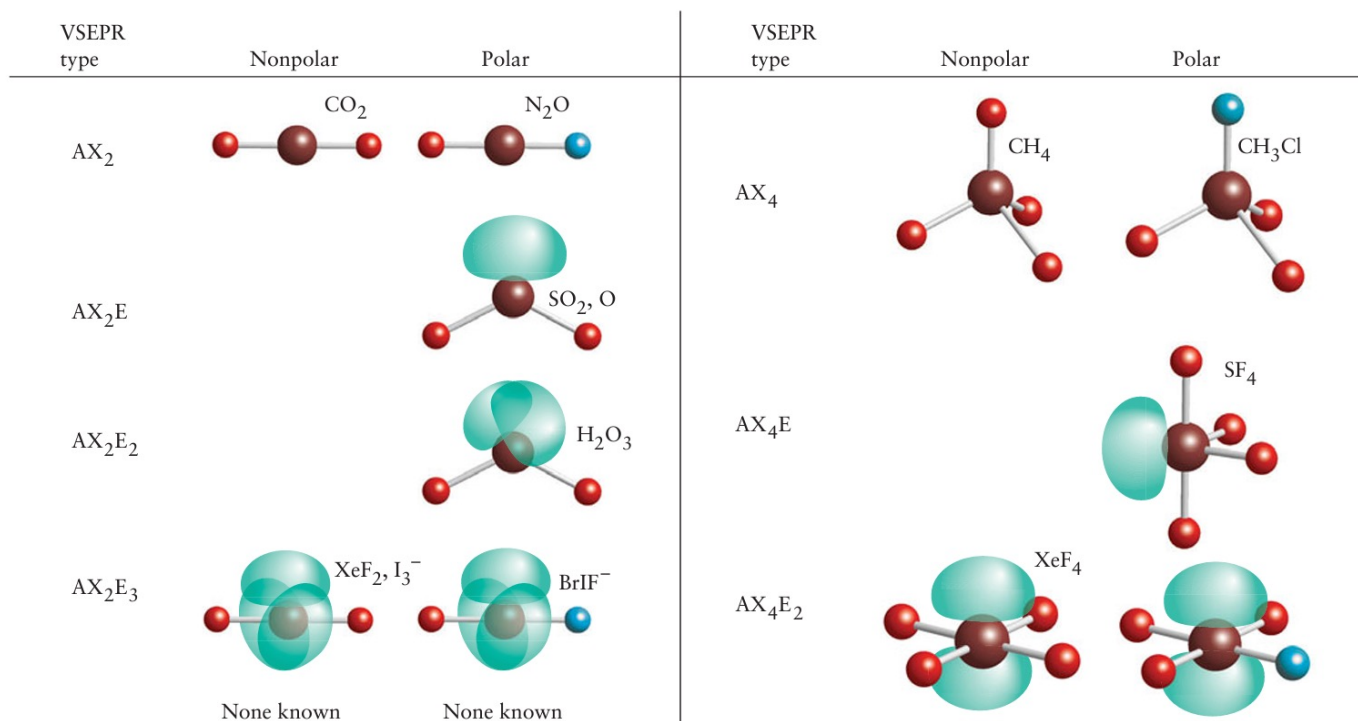 VSEPR
type Nonpolar Polar
CO₂ N₂O
AX₂
AX₂E
SO₂, O
AX₂E₂
H₂O₃
AX₂E₃
XeF₂, I₃⁻ BrIF⁻
None known None known
VSEPR
type Nonpolar Polar
AX₄
CH₄ CH₃Cl
AX₄E
SF₄
AX₄E₂
XeF₄